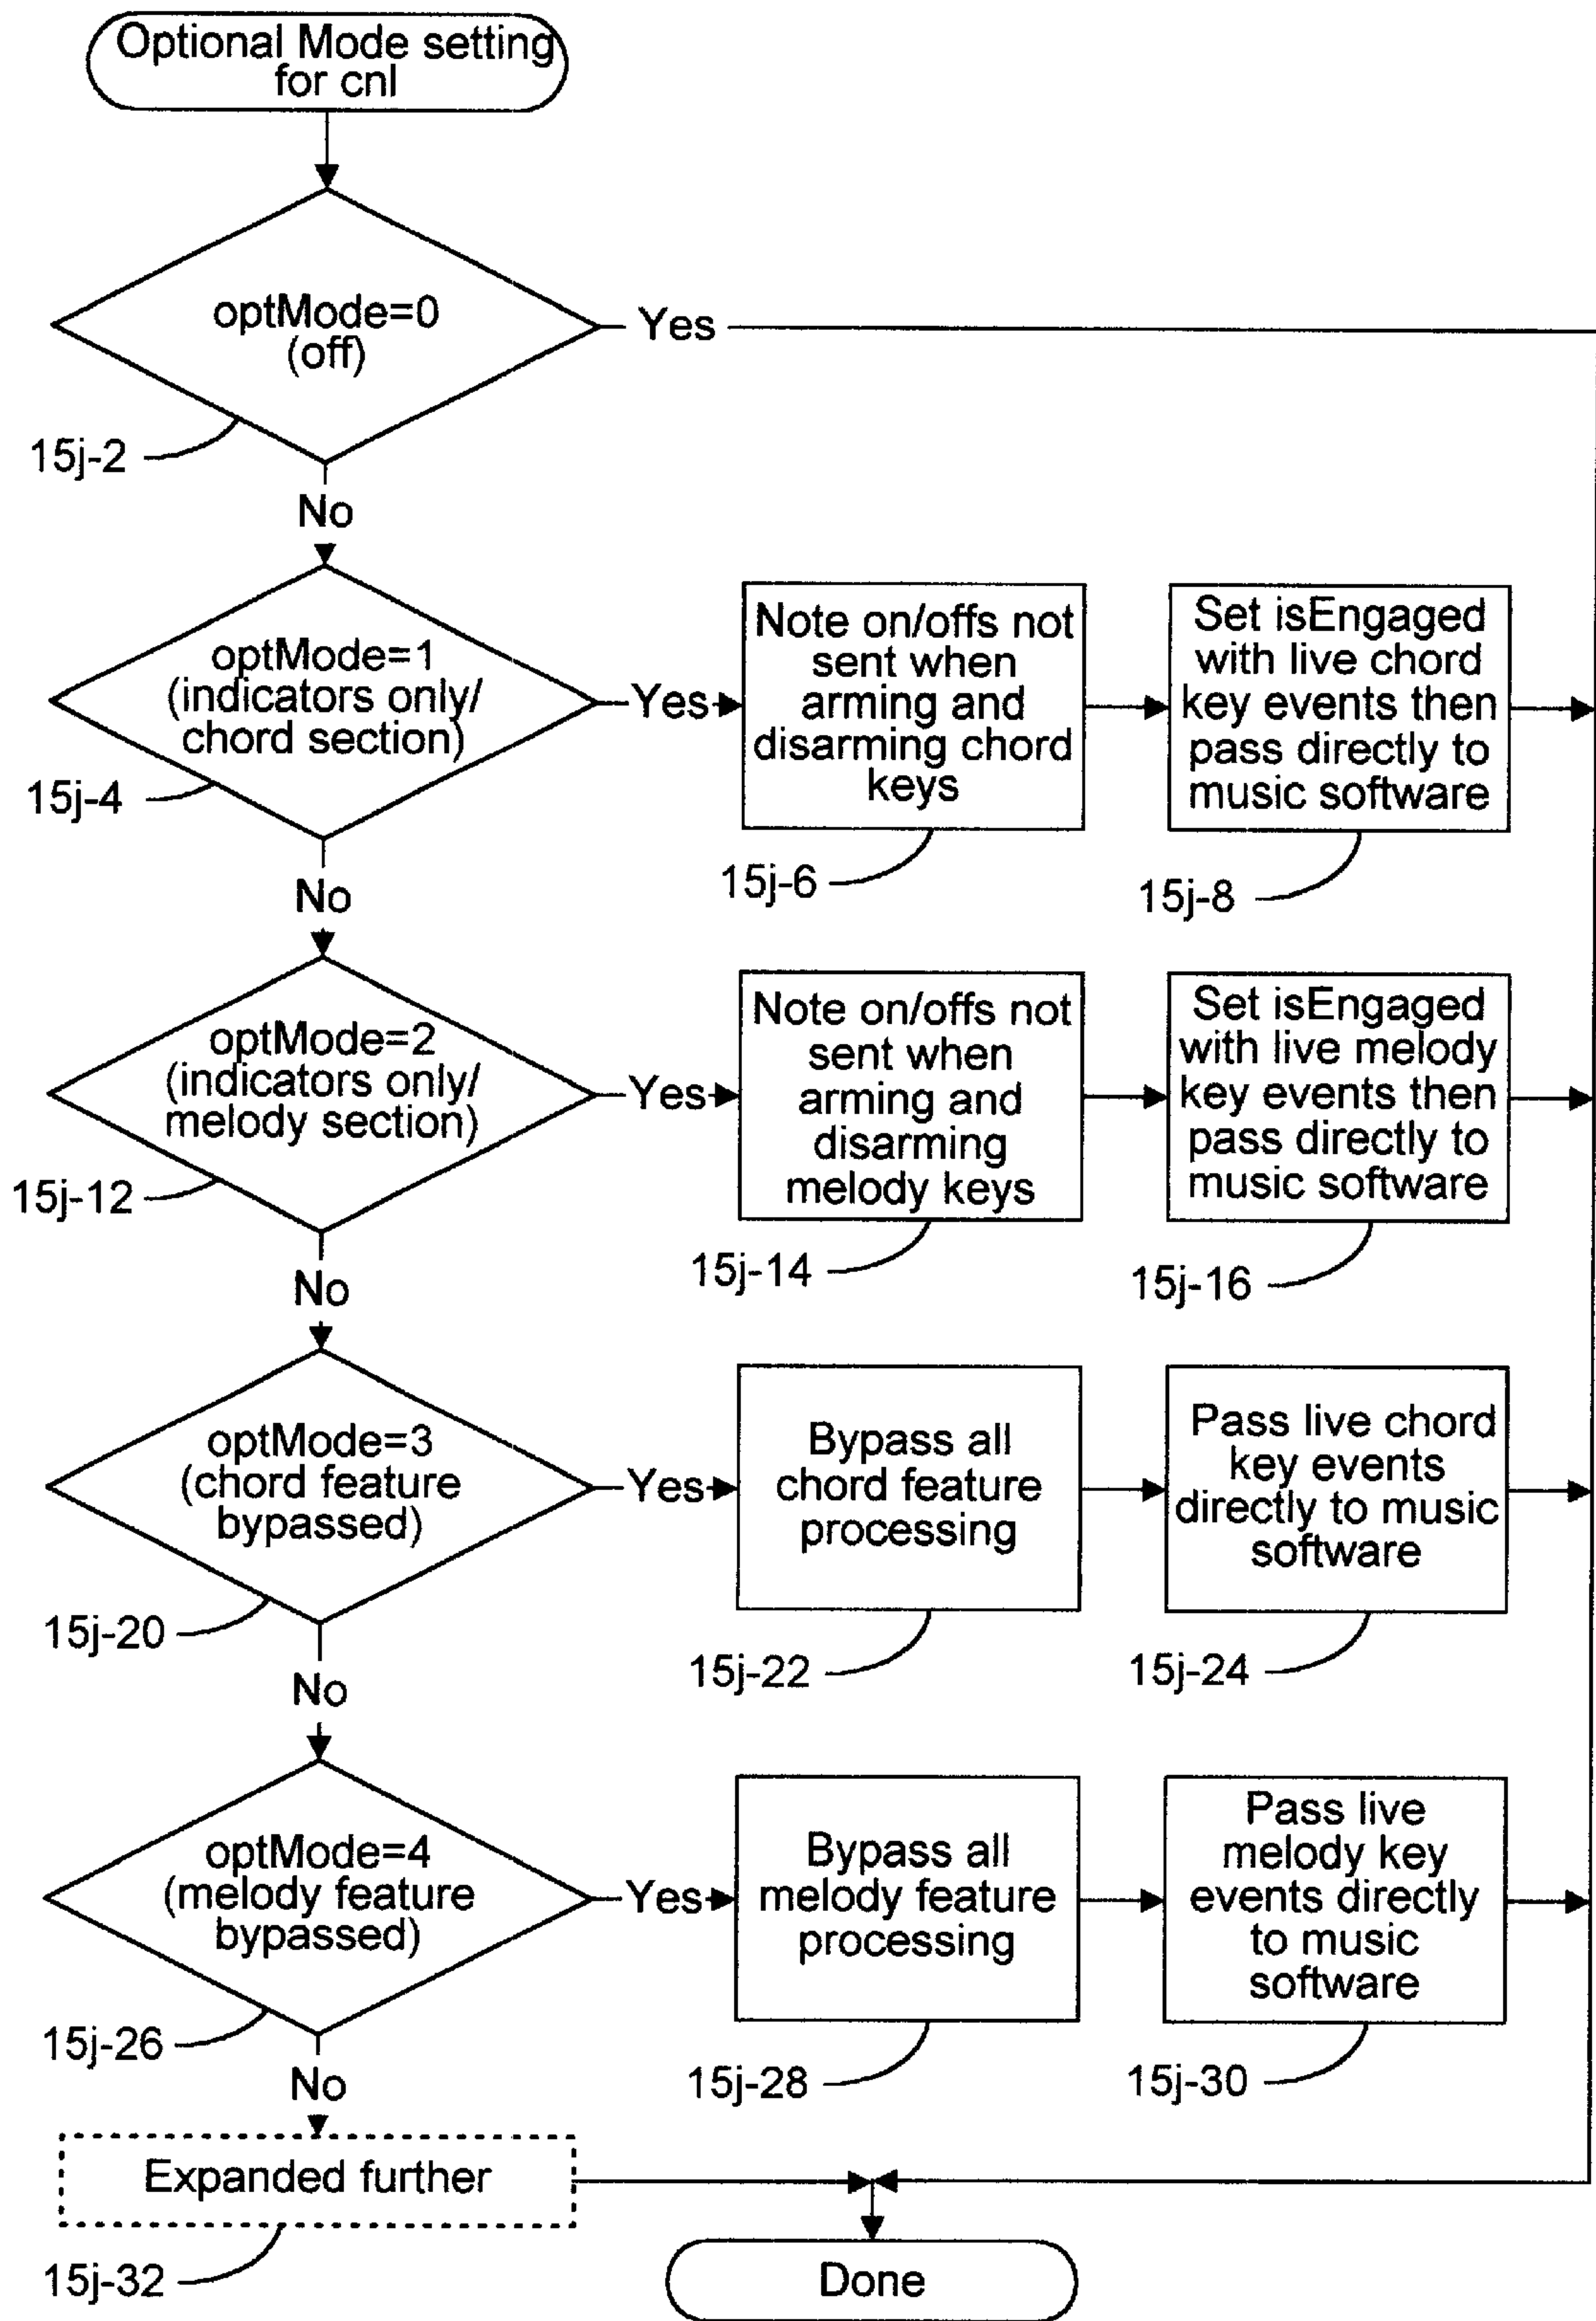 Optional Mode setting
for cnl
optMode=0
(off)
Yes
15j-2
No
optMode=1
(indicators only/
chord section)
Yes
Note on/offs not
sent when
arming and
disarming chord
keys
Set isEngaged
with live chord
key events then
pass directly to
music software
15j-4
15j-6
15j-8
No
optMode=2
(indicators only/
melody section)
Yes
Note on/offs not
sent when
arming and
disarming
melody keys
Set isEngaged
with live melody
key events then
pass directly to
music software
15j-12
15j-14
15j-16
No
optMode=3
(chord feature
bypassed)
Yes
Bypass all
chord feature
processing
Pass live chord
key events
directly to music
software
15j-20
15j-22
15j-24
No
optMode=4
(melody feature
bypassed)
Yes
Bypass all
melody feature
processing
Pass live
melody key
events directly
to music
software
15j-26
15j-28
15j-30
No
Expanded further
15j-32
Done